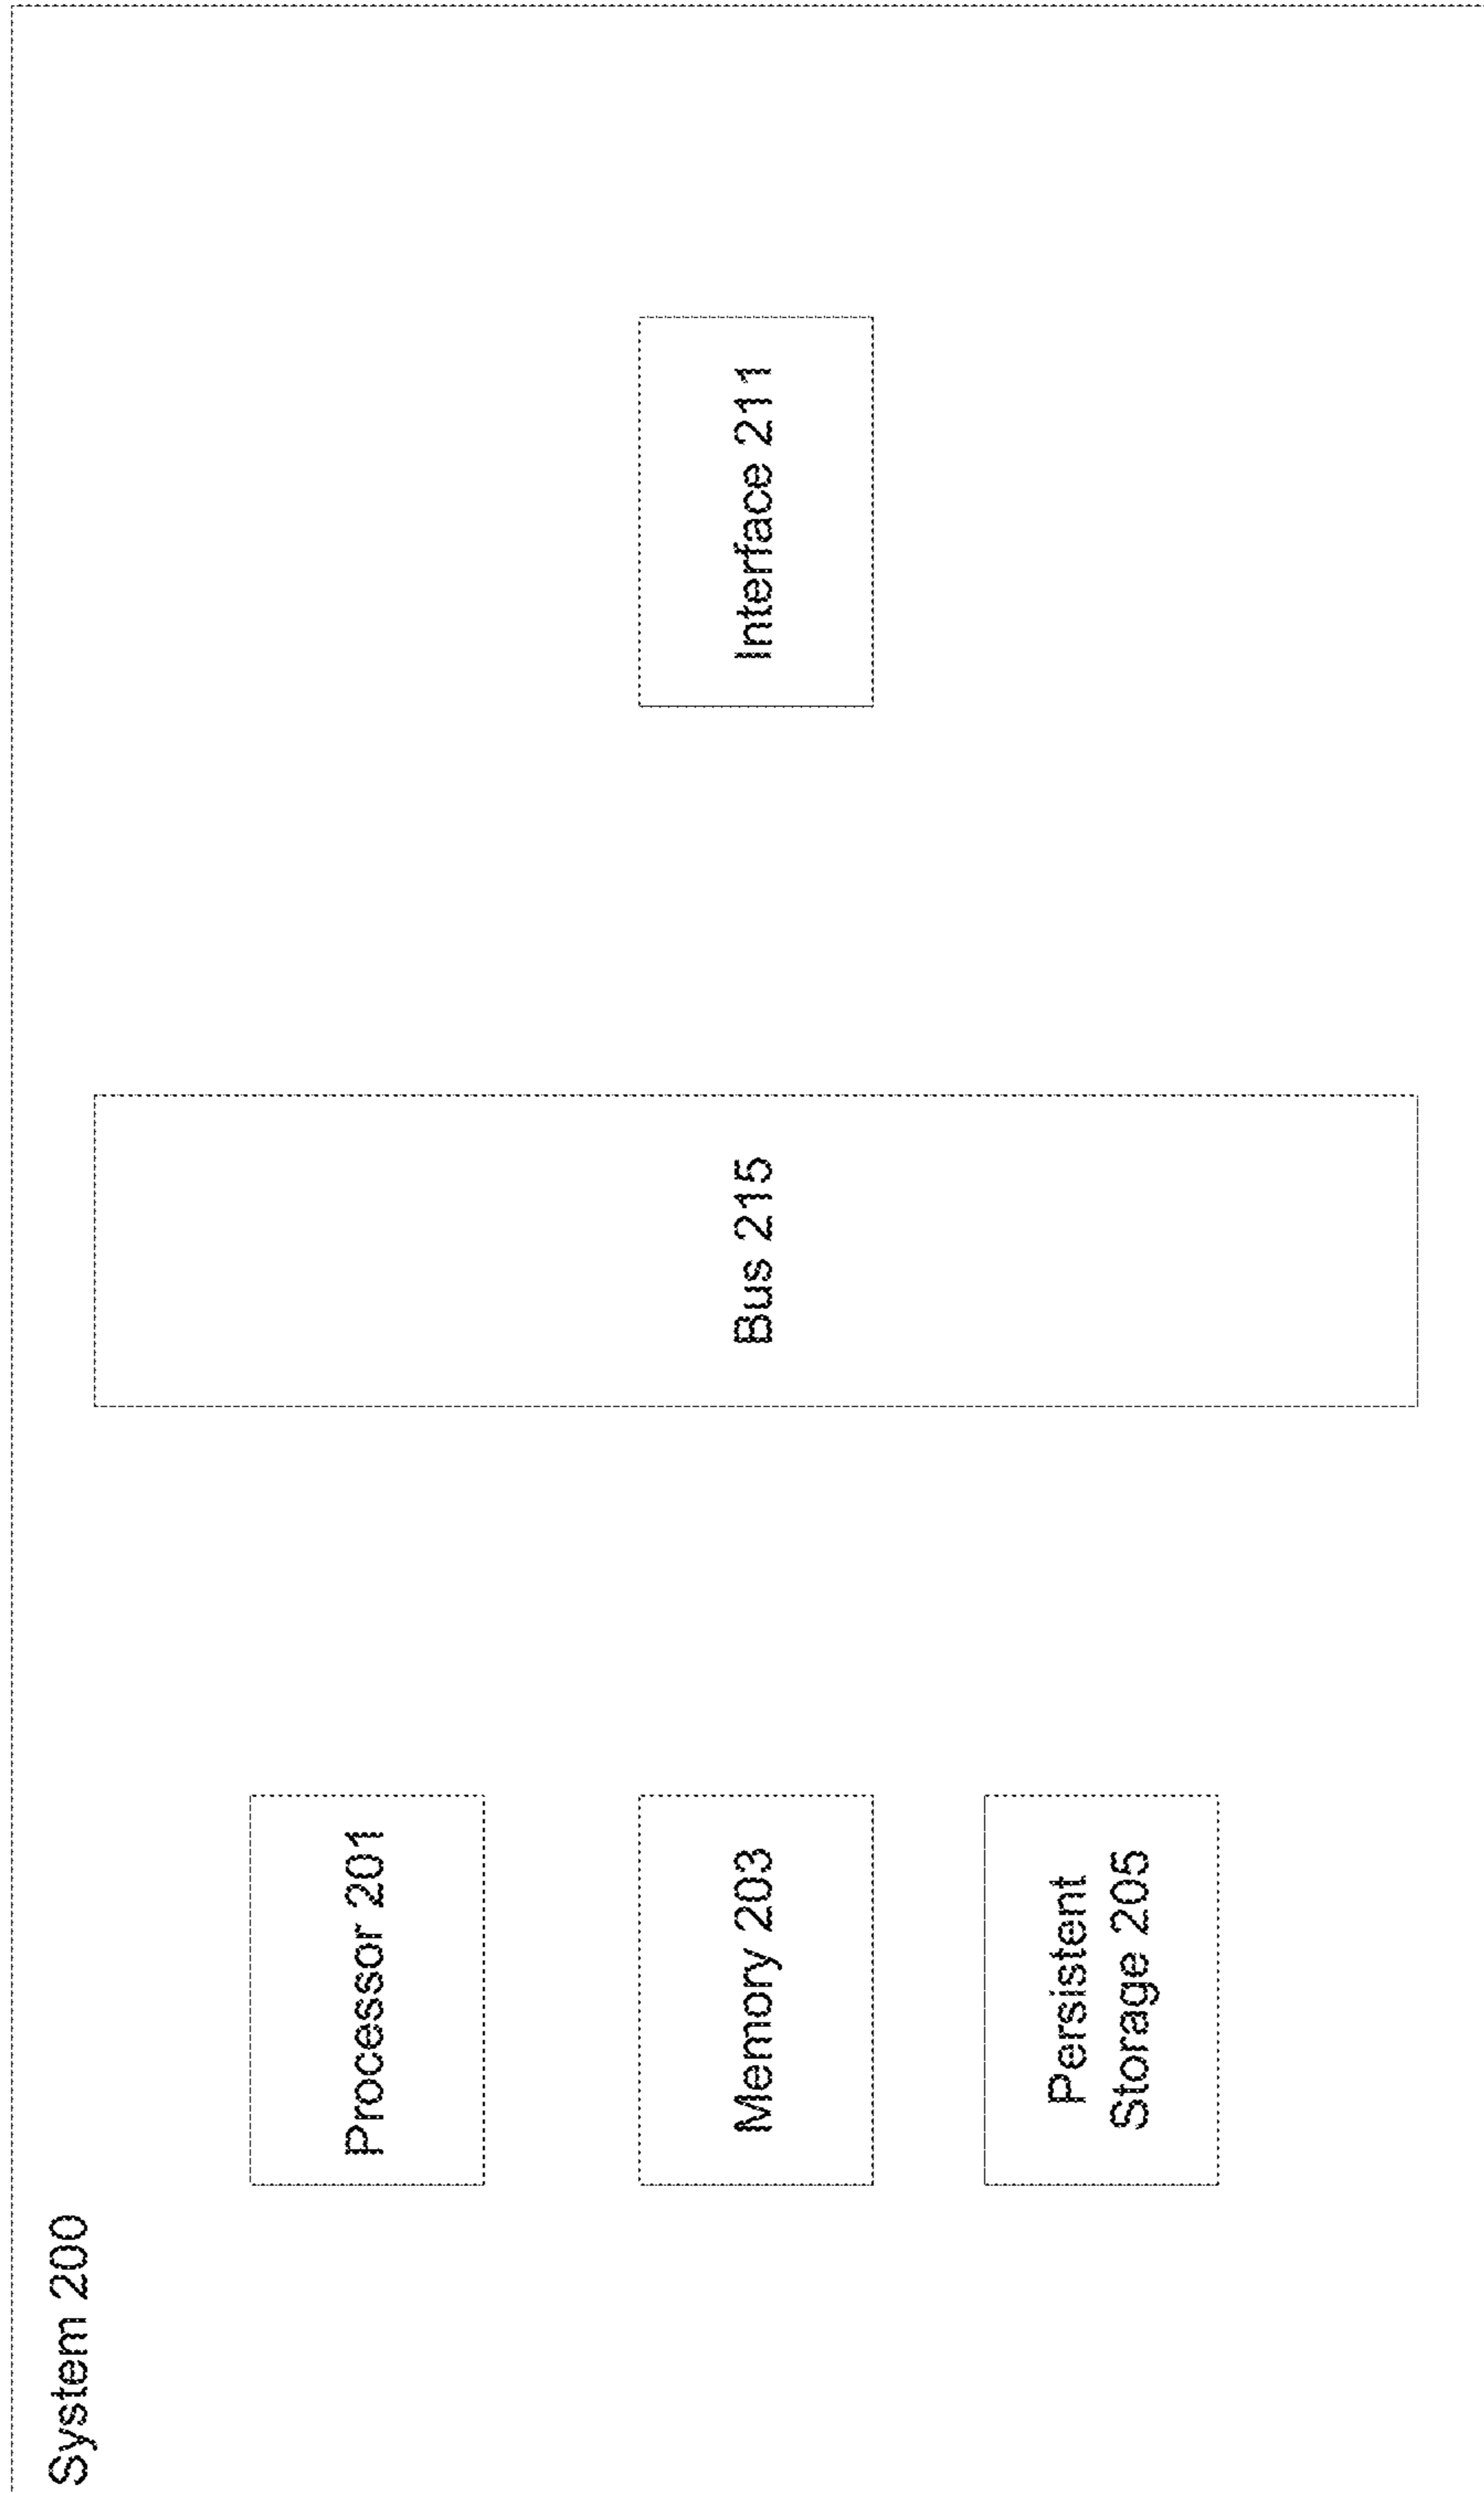 System 200
Processor 201
Memory 203
Persistent
Storage 205
Bus 215
Interface 211